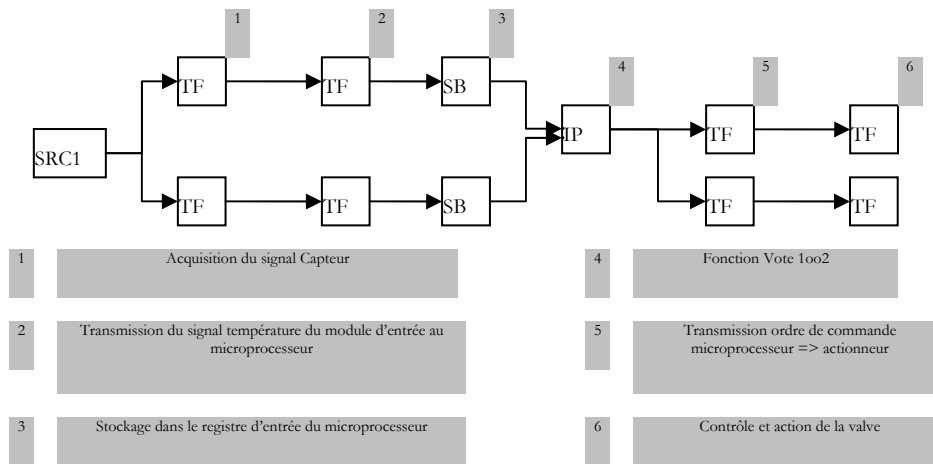 1
2
3
4
5
6
TF
TF
SB
IP
TF
TF
SRC1
TF
TF
SB
TF
TF
1
Acquisition du signal Capteur
4
Fonction Vote 1oo2
2
Transmission du signal température du module d'entrée au
microprocesseur
5
Transmission ordre de commande
microprocesseur => actionneur
3
Stockage dans le registre d'entrée du microprocesseur
6
Contrôle et action de la valve